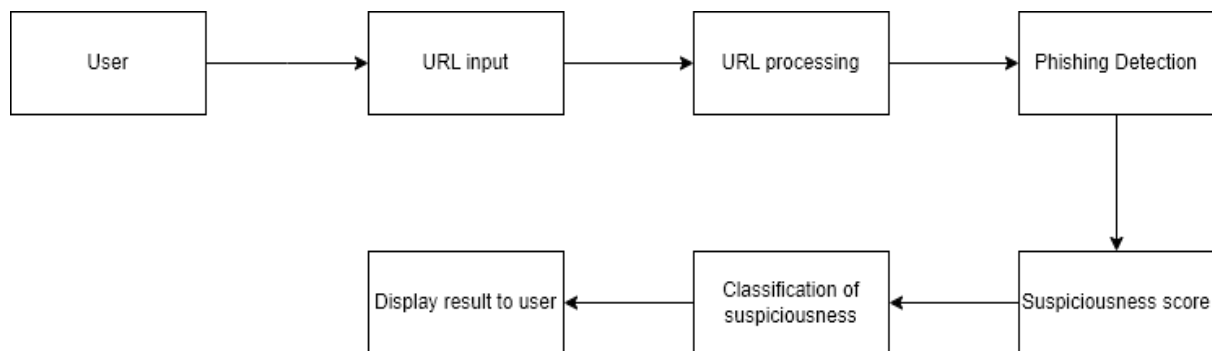 User
URL input
URL processing
Phishing Detection
Suspiciousness score
Classification of
suspiciousness
Display result to user